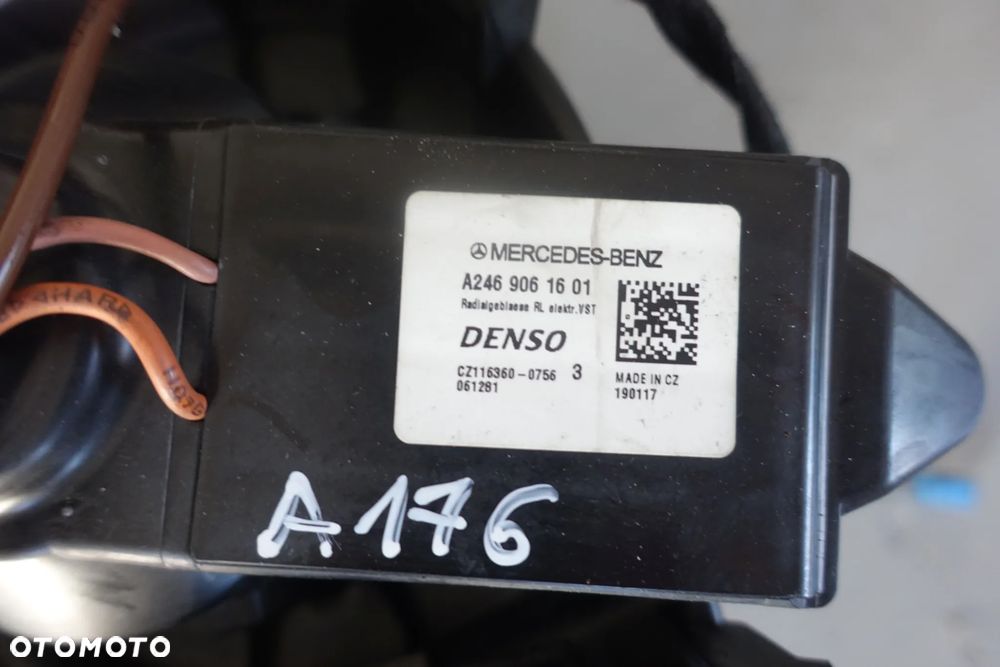 MERCEDES-BENZ
A246 906 16 01
Radialgeblaese RL elektr.VST
DENSO
CZ116360-0756 3
061281
MADE IN CZ
190117
A176
OTOMOTO